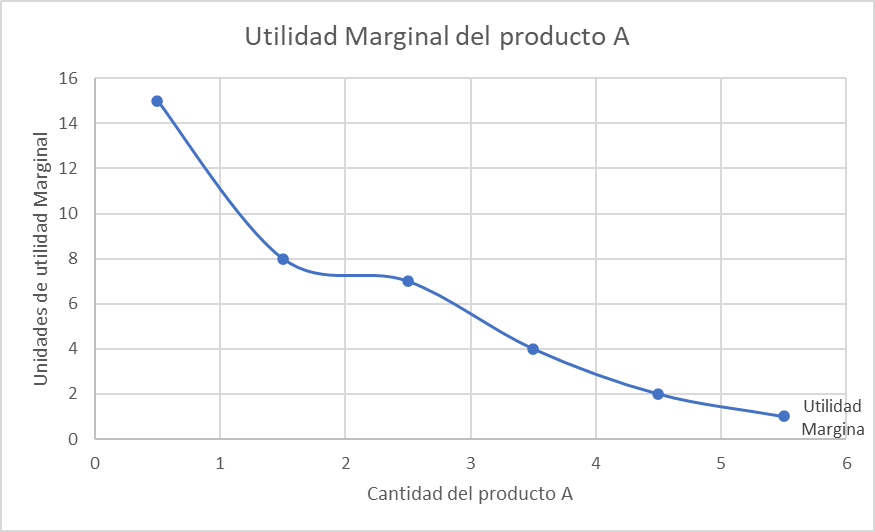 Utilidad Marginal del producto A
Unidades de utilidad Marginal
16
14
12
10
8
6
4
2
0
0 1 2 3 4 5 6
Utilidad
Margina
Cantidad del producto A